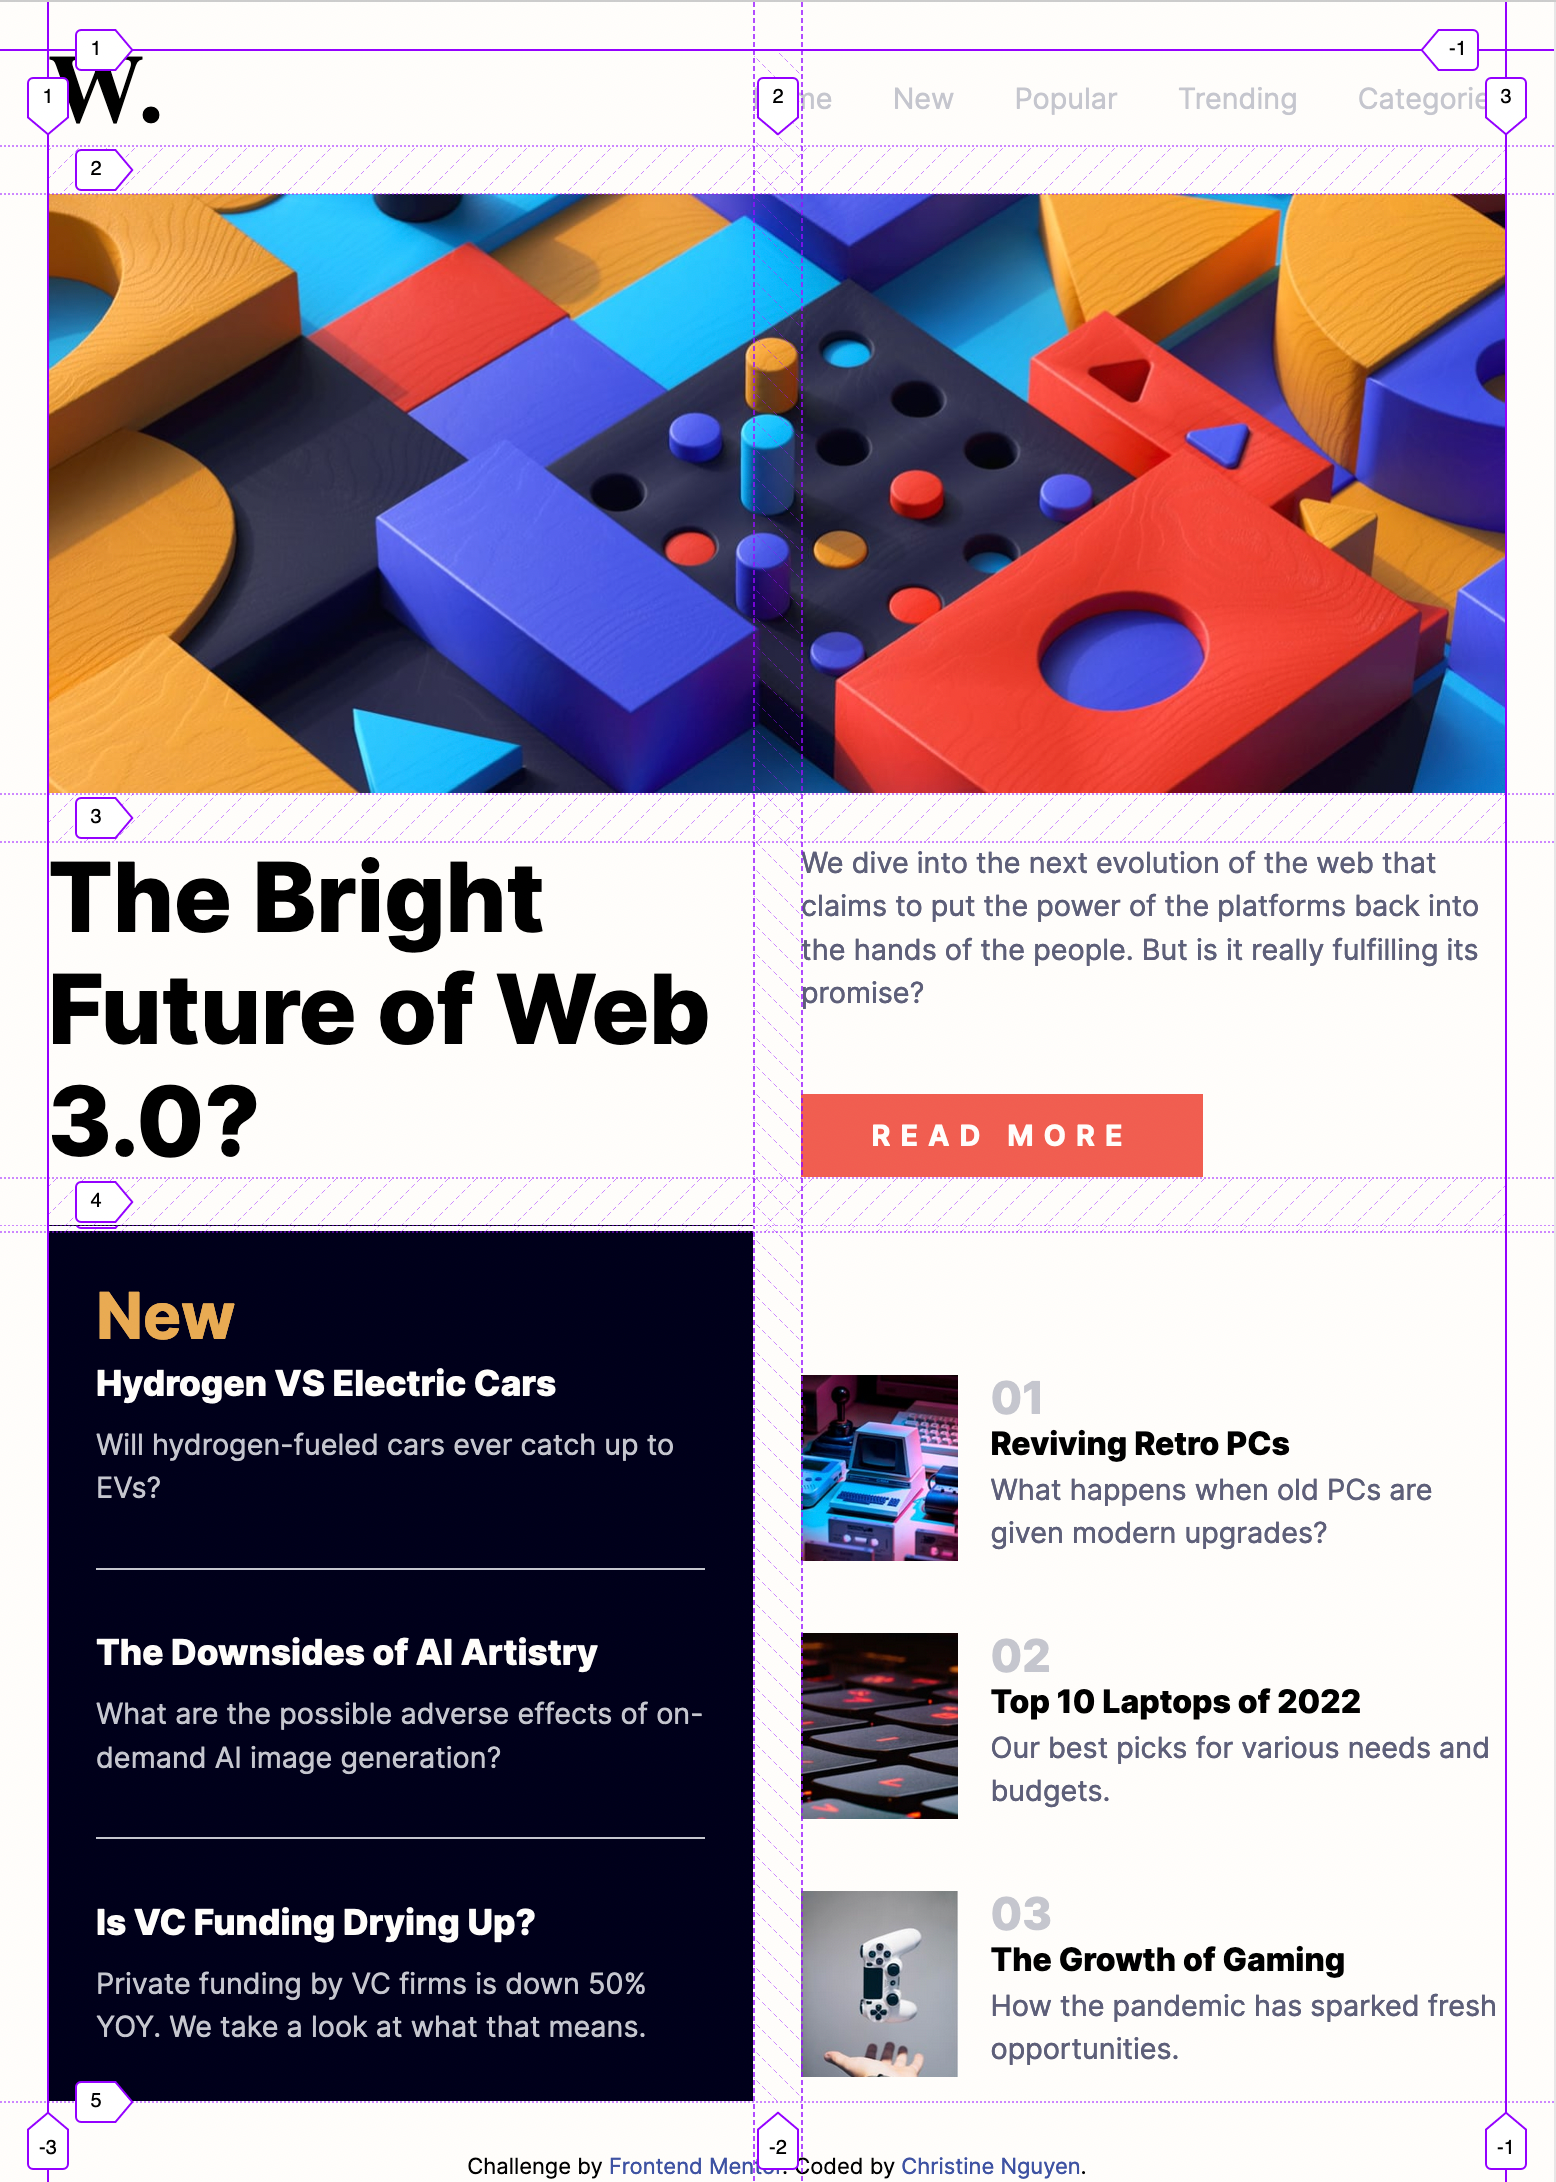 1
-1
W.
1
2
me New Popular Trending Categorie
3
2
3
The Bright
Future of Web
3.0?
We dive into the next evolution of the web that
claims to put the power of the platforms back into
the hands of the people. But is it really fulfilling its
promise?
READ MORE
4
New
Hydrogen VS Electric Cars
Will hydrogen-fueled cars ever catch up to
EVs?
The Downsides of AI Artistry
What are the possible adverse effects of on-
demand AI image generation?
Is VC Funding Drying Up?
Private funding by VC firms is down 50%
YOY. We take a look at what that means.
01
Reviving Retro PCs
What happens when old PCs are
given modern upgrades?
02
Top 10 Laptops of 2022
Our best picks for various needs and
budgets.
03
The Growth of Gaming
How the pandemic has sparked fresh
opportunities.
5
-3
-2
-1
Challenge by Frontend Mentor. Coded by Christine Nguyen.